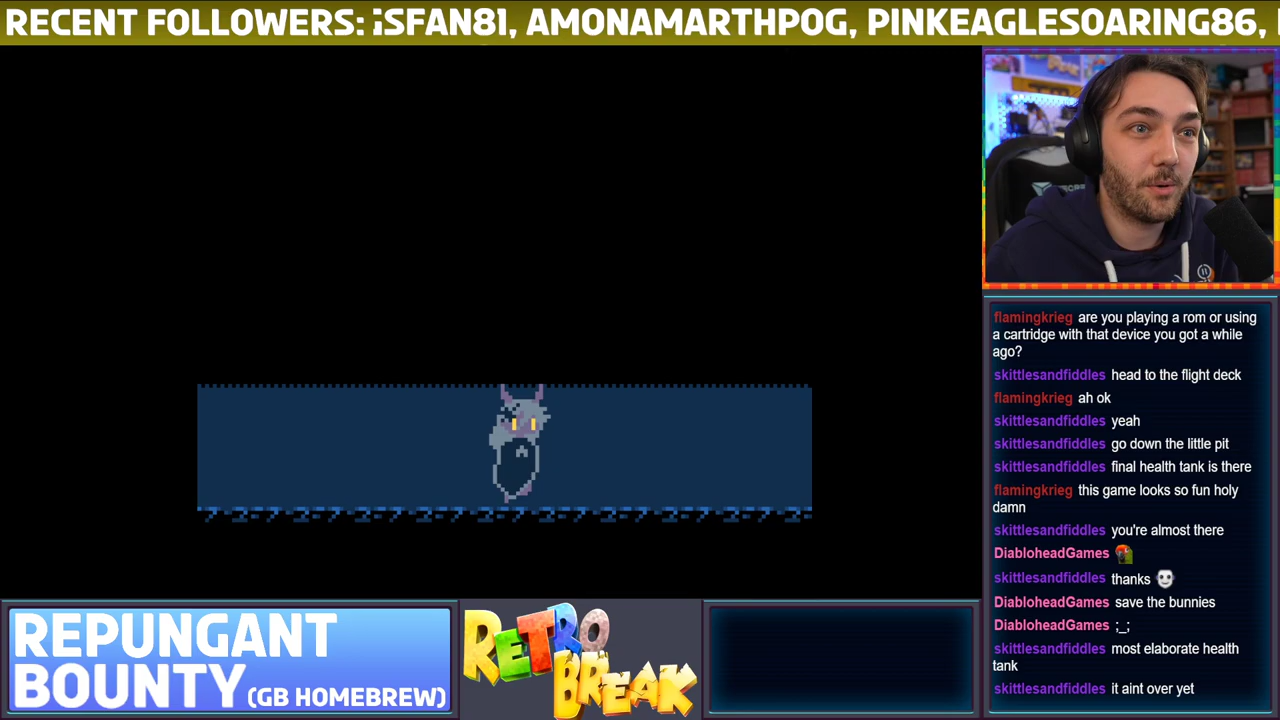 RECENT FOLLOWERS: ISFAN81, AMONAMARTHPOG, PINKEAGLESOARING86,
flamingkrieg are you playing a rom or using
a cartridge with that device you got a while
ago?
skittlesandfiddles head to the flight deck
flamingkrieg ah ok
skittlesandfiddles yeah
skittlesandfiddles go down the little pit
skittlesandfiddles final health tank is there
flamingkrieg this game looks so fun holy
damn
skittlesandfiddles you're almost there
DiabloheadGames
skittlesandfiddles thanks
DiabloheadGames save the bunnies
DiabloheadGames ;_;
skittlesandfiddles most elaborate health
tank
skittlesandfiddles it aint over yet
REPUNGANT
BOUNTY (GB HOMEBREW)
RETRO
BREAK